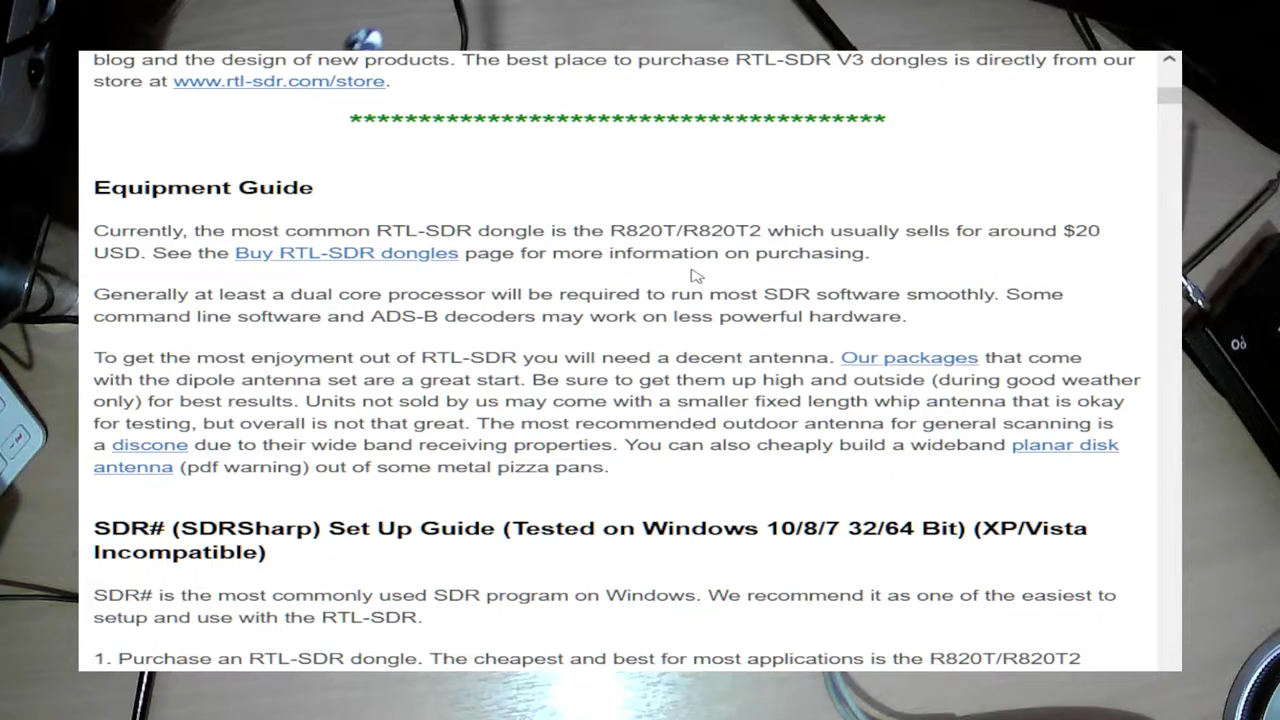 blog and the design of new products. The best place to purchase RTL-SDR V3 dongles is directly from our
store at www.rtl-sdr.com/store.
***************************************
Equipment Guide
Currently, the most common RTL-SDR dongle is the R820T/R820T2 which usually sells for around $20
USD. See the Buy RTL-SDR dongles page for more information on purchasing.
Generally at least a dual core processor will be required to run most SDR software smoothly. Some
command line software and ADS-B decoders may work on less powerful hardware.
To get the most enjoyment out of RTL-SDR you will need a decent antenna. Our packages that come
with the dipole antenna set are a great start. Be sure to get them up high and outside (during good weather
only) for best results. Units not sold by us may come with a smaller fixed length whip antenna that is okay
for testing, but overall is not that great. The most recommended outdoor antenna for general scanning is
a discone due to their wide band receiving properties. You can also cheaply build a wideband planar disk
antenna (pdf warning) out of some metal pizza pans.
SDR# (SDRSharp) Set Up Guide (Tested on Windows 10/8/7 32/64 Bit) (XP/Vista
Incompatible)
SDR# is the most commonly used SDR program on Windows. We recommend it as one of the easiest to
setup and use with the RTL-SDR.
1. Purchase an RTL-SDR dongle. The cheapest and best for most applications is the R820T/R820T2